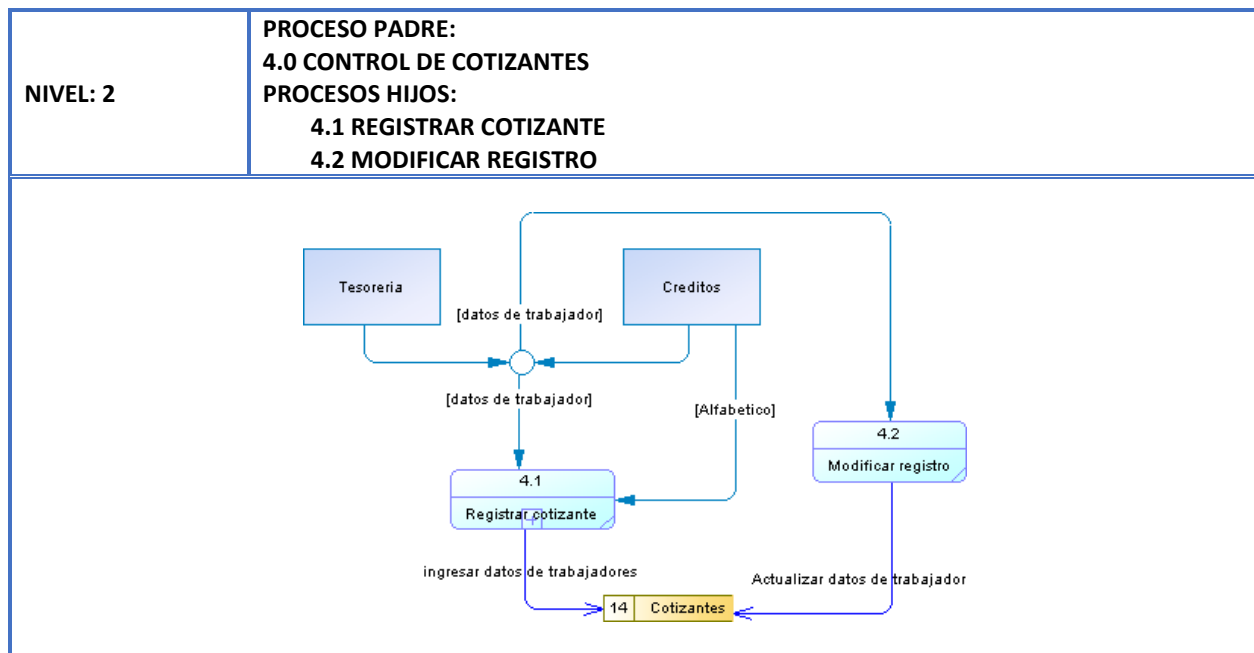 NIVEL: 2
PROCESO PADRE:
4.0 CONTROL DE COTIZANTES
PROCESOS HIJOS:
4.1 REGISTRAR COTIZANTE
4.2 MODIFICAR REGISTRO
Tesoreria
Creditos
[datos de trabajador]
[datos de trabajador]
[Alfabetico]
4.2
Modificar registro
4.1
Registrar cotizante
ingresar datos de trabajadores
Actualizar datos de trabajador
14 Cotizantes